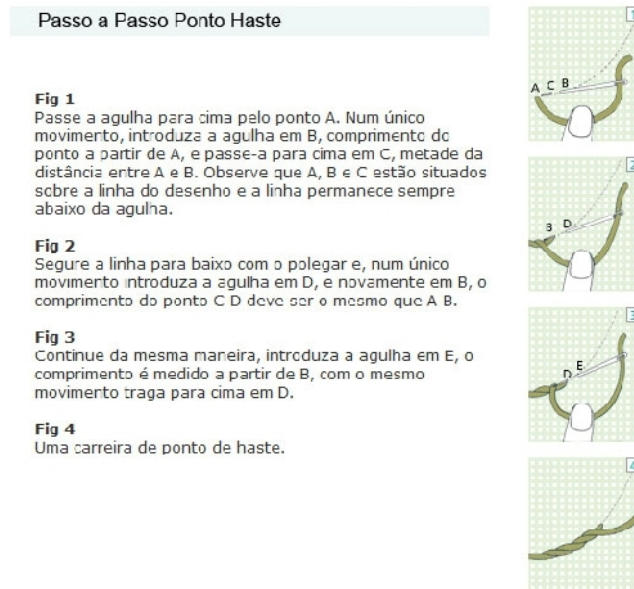 Passo a Passo Ponto Haste
Fig 1
Passe a agulha para cima pelo ponto A. Num único
movimento, introduza a agulha em B, comprimento do
ponto a partir de A, e passe-a para cima em C, metade da
distância entre A e B. Observe que A, B e C estão situados
sobre a linha do desenho e a linha permanece sempre
abaixo da agulha.
Fig 2
Segure a linha para baixo com o polegar e, num único
movimento introduza a agulha em D, e novamente em B, o
comprimento do ponto C D deve ser o mesmo que A B.
Fig 3
Continue da mesma maneira, introduza a agulha em E, o
comprimento é medido a partir de B, com o mesmo
movimento traga para cima em D.
Fig 4
Uma carreira de ponto de haste.
1
A C B
2
B D
3
D E
4